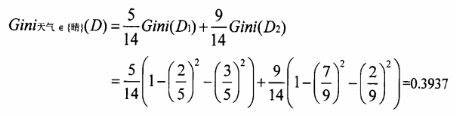 Gini天气∈{晴}(D) = 5/14 Gini(D₁) + 9/14 Gini(D₂)
= 5/14 (1 − (2/5)² − (3/5)²) + 9/14 (1 − (7/9)² − (2/9)²) = 0.3937